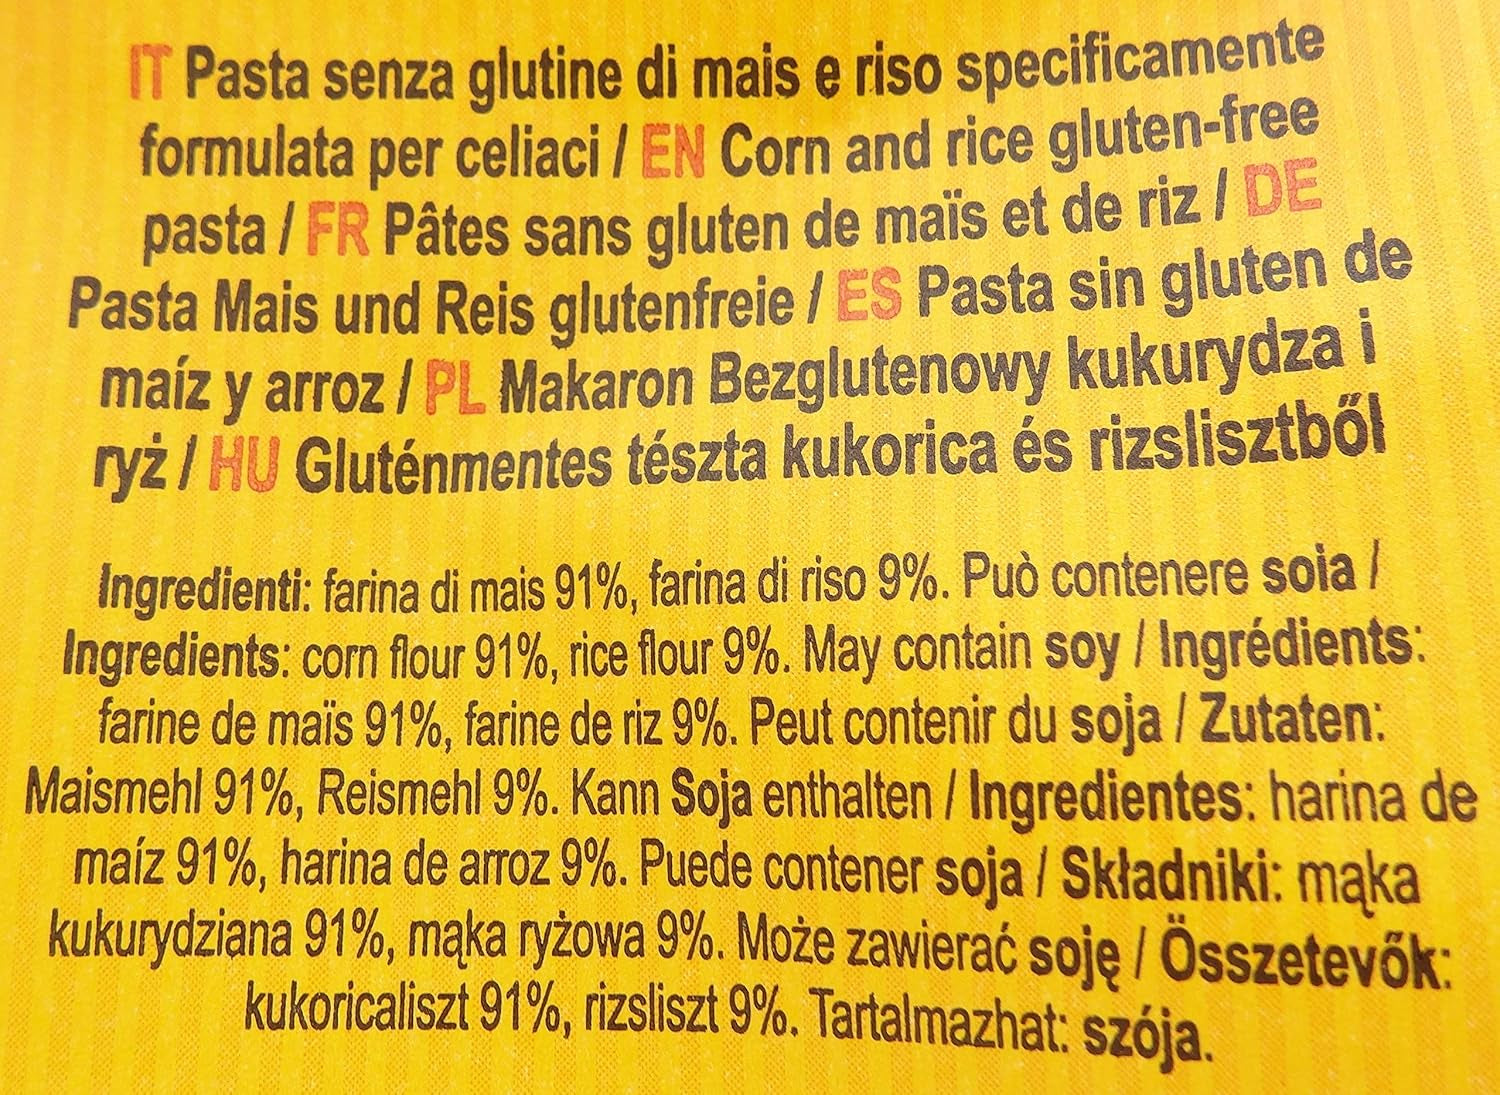 IT Pasta senza glutine di mais e riso specificamente
formulata per celiaci / EN Corn and rice gluten-free
pasta / FR Pâtes sans gluten de maïs et de riz / DE
Pasta Mais und Reis glutenfreie / ES Pasta sin gluten de
maíz y arroz / PL Makaron Bezglutenowy kukurydza i
ryż / HU Gluténmentes tészta kukorica és rizslisztből
Ingredienti: farina di mais 91%, farina di riso 9%. Può contenere soia /
Ingredients: corn flour 91%, rice flour 9%. May contain soy / Ingrédients:
farine de maïs 91%, farine de riz 9%. Peut contenir du soja / Zutaten:
Maismehl 91%, Reismehl 9%. Kann Soja enthalten / Ingredientes: harina de
maíz 91%, harina de arroz 9%. Puede contener soja / Składniki: mąka
kukurydziana 91%, mąka ryżowa 9%. Może zawierać soję / Összetevők:
kukoricaliszt 91%, rizsliszt 9%. Tartalmazhat: szója.